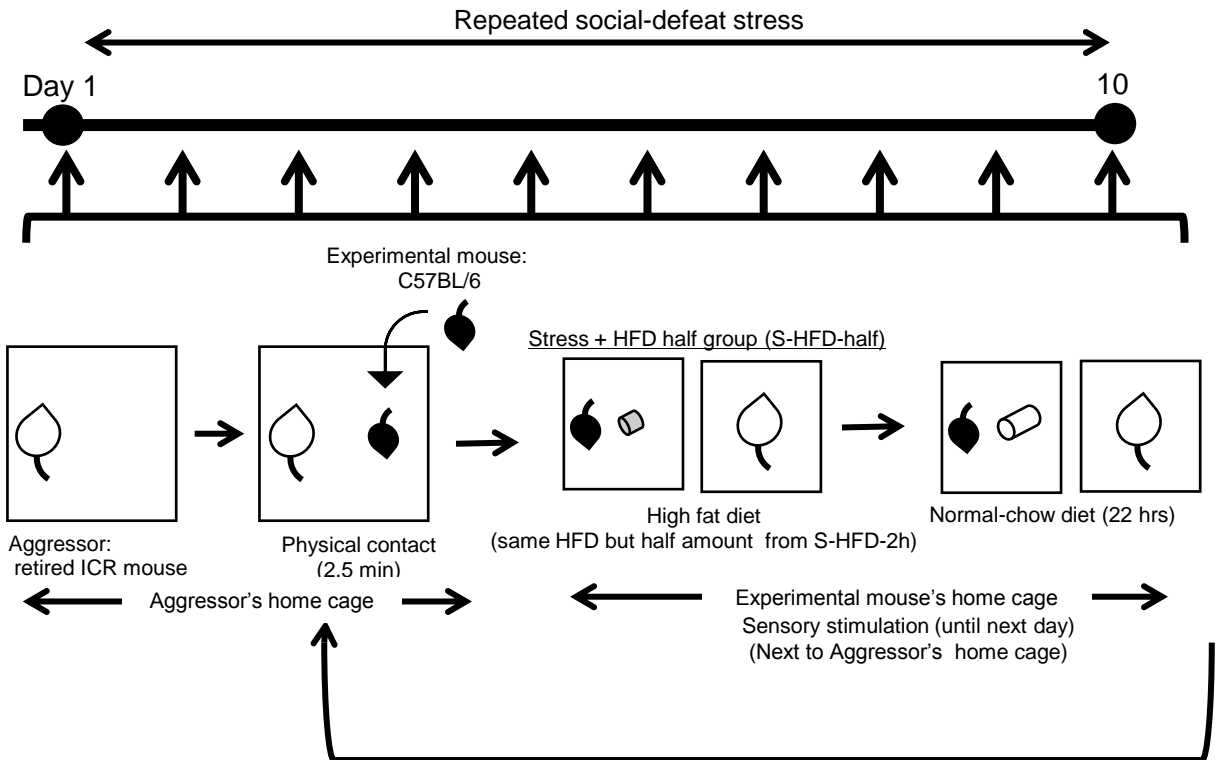 Repeated social-defeat stress
Day 1
10
Experimental mouse:
C57BL/6
Stress + HFD half group (S-HFD-half)
Aggressor:
retired ICR mouse
Physical contact
(2.5 min)
High fat diet
(same HFD but half amount from S-HFD-2h)
Normal-chow diet (22 hrs)
Aggressor's home cage
Experimental mouse's home cage
Sensory stimulation (until next day)
(Next to Aggressor's home cage)